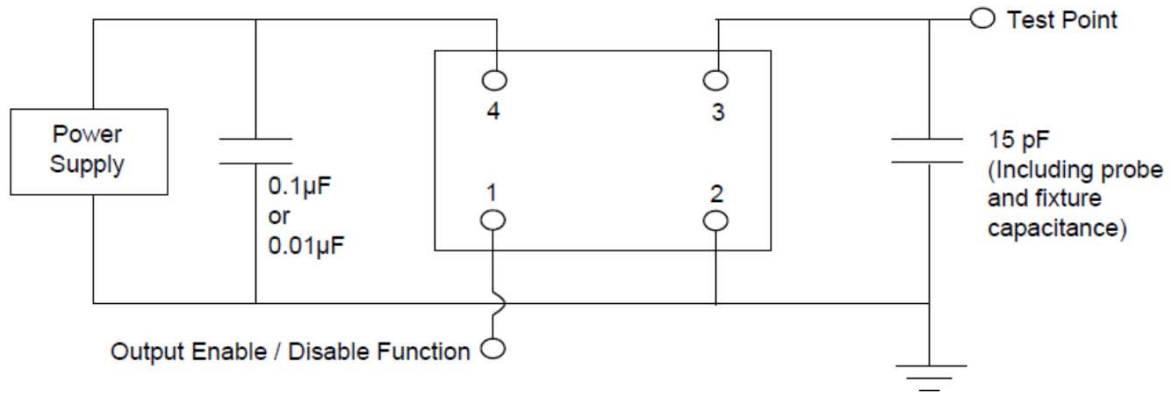 Test Point
4
3
Power
Supply
15 pF
(Including probe
and fixture
capacitance)
0.1µF
or
0.01µF
1
2
Output Enable / Disable Function